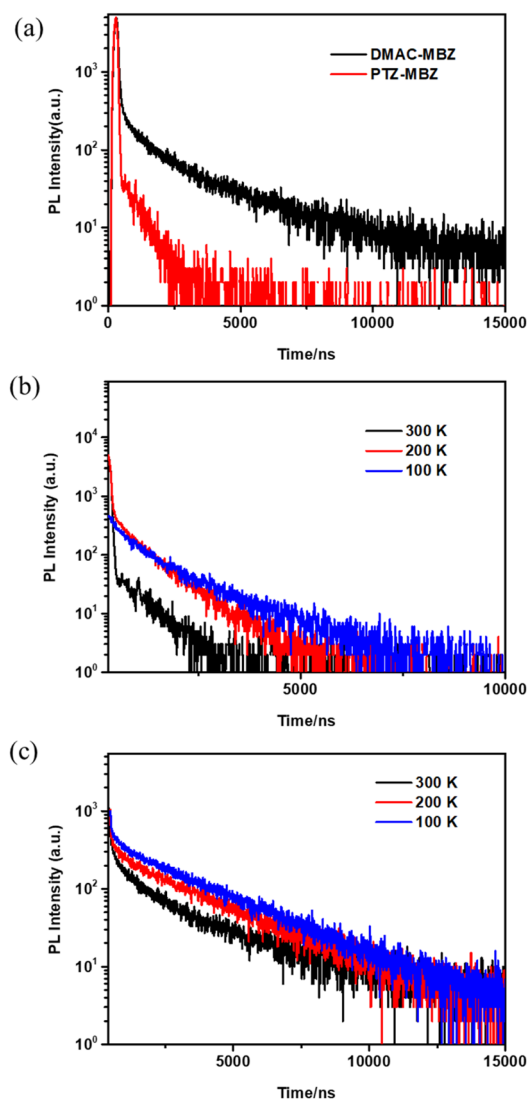 (a)
DMAC-MBZ
PTZ-MBZ
10³
10²
10¹
10⁰
PL Intensity(a.u.)
0
5000
10000
15000
Time/ns
(b)
300 K
200 K
100 K
10⁴
10³
10²
10¹
10⁰
PL Intensity (a.u.)
5000
10000
Time/ns
(c)
300 K
200 K
100 K
10³
10²
10¹
10⁰
PL Intensity (a.u.)
5000
10000
15000
Time/ns